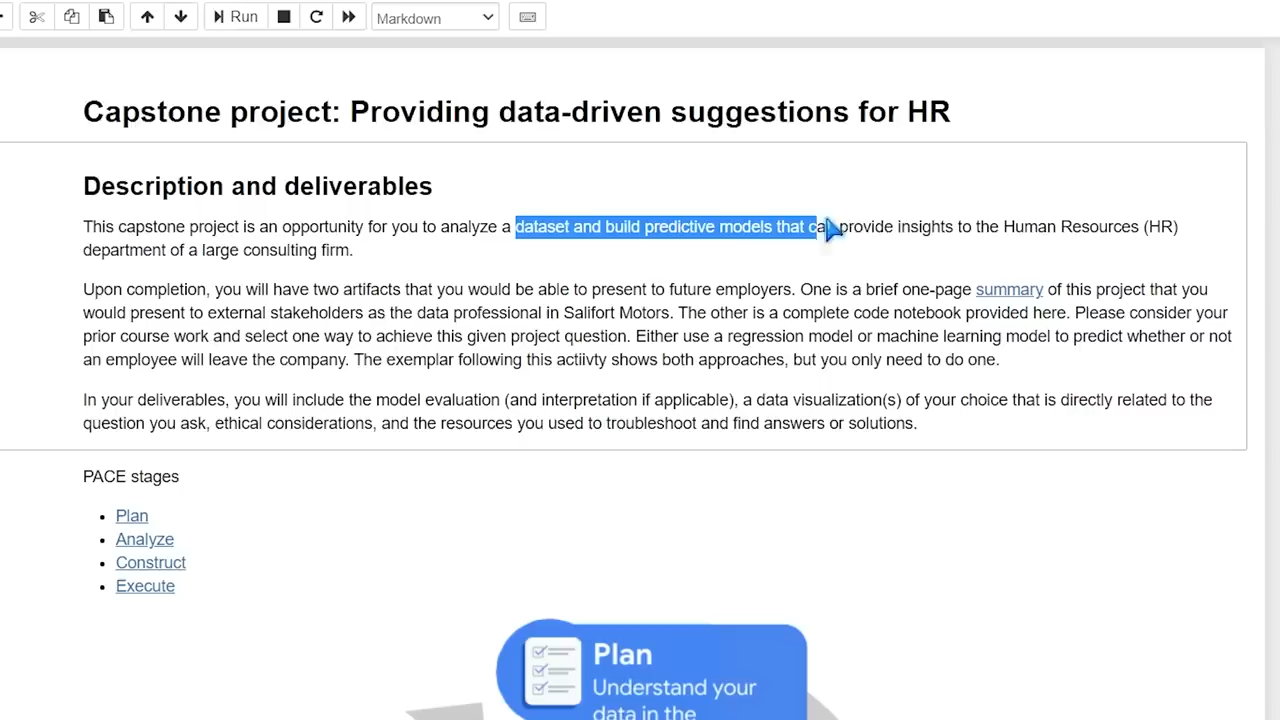 Run
Markdown
Capstone project: Providing data-driven suggestions for HR
Description and deliverables
This capstone project is an opportunity for you to analyze a dataset and build predictive models that can provide insights to the Human Resources (HR)
department of a large consulting firm.
Upon completion, you will have two artifacts that you would be able to present to future employers. One is a brief one-page summary of this project that you
would present to external stakeholders as the data professional in Salifort Motors. The other is a complete code notebook provided here. Please consider your
prior course work and select one way to achieve this given project question. Either use a regression model or machine learning model to predict whether or not
an employee will leave the company. The exemplar following this actiivty shows both approaches, but you only need to do one.
In your deliverables, you will include the model evaluation (and interpretation if applicable), a data visualization(s) of your choice that is directly related to the
question you ask, ethical considerations, and the resources you used to troubleshoot and find answers or solutions.
PACE stages
Plan
Analyze
Construct
Execute
Plan
Understand your
data in the